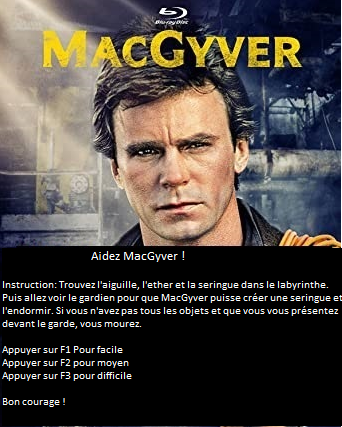 Blu-ray Disc
MACGYVER
Aidez MacGyver !
Instruction: Trouvez l'aiguille, l'ether et la seringue dans le labyrinthe.
Puis allez voir le gardien pour que MacGyver puisse créer une seringue et
l'endormir. Si vous n'avez pas tous les objets et que vous vous présentez
devant le garde, vous mourez.
Appuyer sur F1 Pour facile
Appuyer sur F2 pour moyen
Appuyer sur F3 pour difficile
Bon courage !